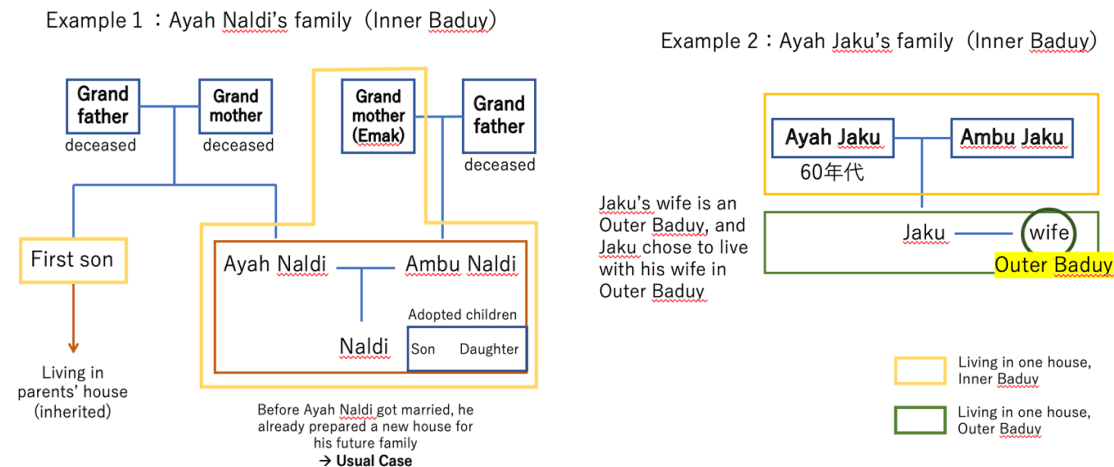 Example 1：Ayah Naldi's family（Inner Baduy）
Grand
father
deceased
Grand
mother
deceased
Grand
mother
(Emak)
Grand
father
deceased
First son
Living in
parents' house
(inherited)
Ayah Naldi
Ambu Naldi
Adopted children
Naldi
Son
Daughter
Before Ayah Naldi got married, he
already prepared a new house for
his future family
→ Usual Case
Example 2：Ayah Jaku's family（Inner Baduy）
Ayah Jaku
Ambu Jaku
60年代
Jaku's wife is an
Outer Baduy, and
Jaku chose to live
with his wife in
Outer Baduy
Jaku
wife
Outer Baduy
Living in one house,
Inner Baduy
Living in one house,
Outer Baduy